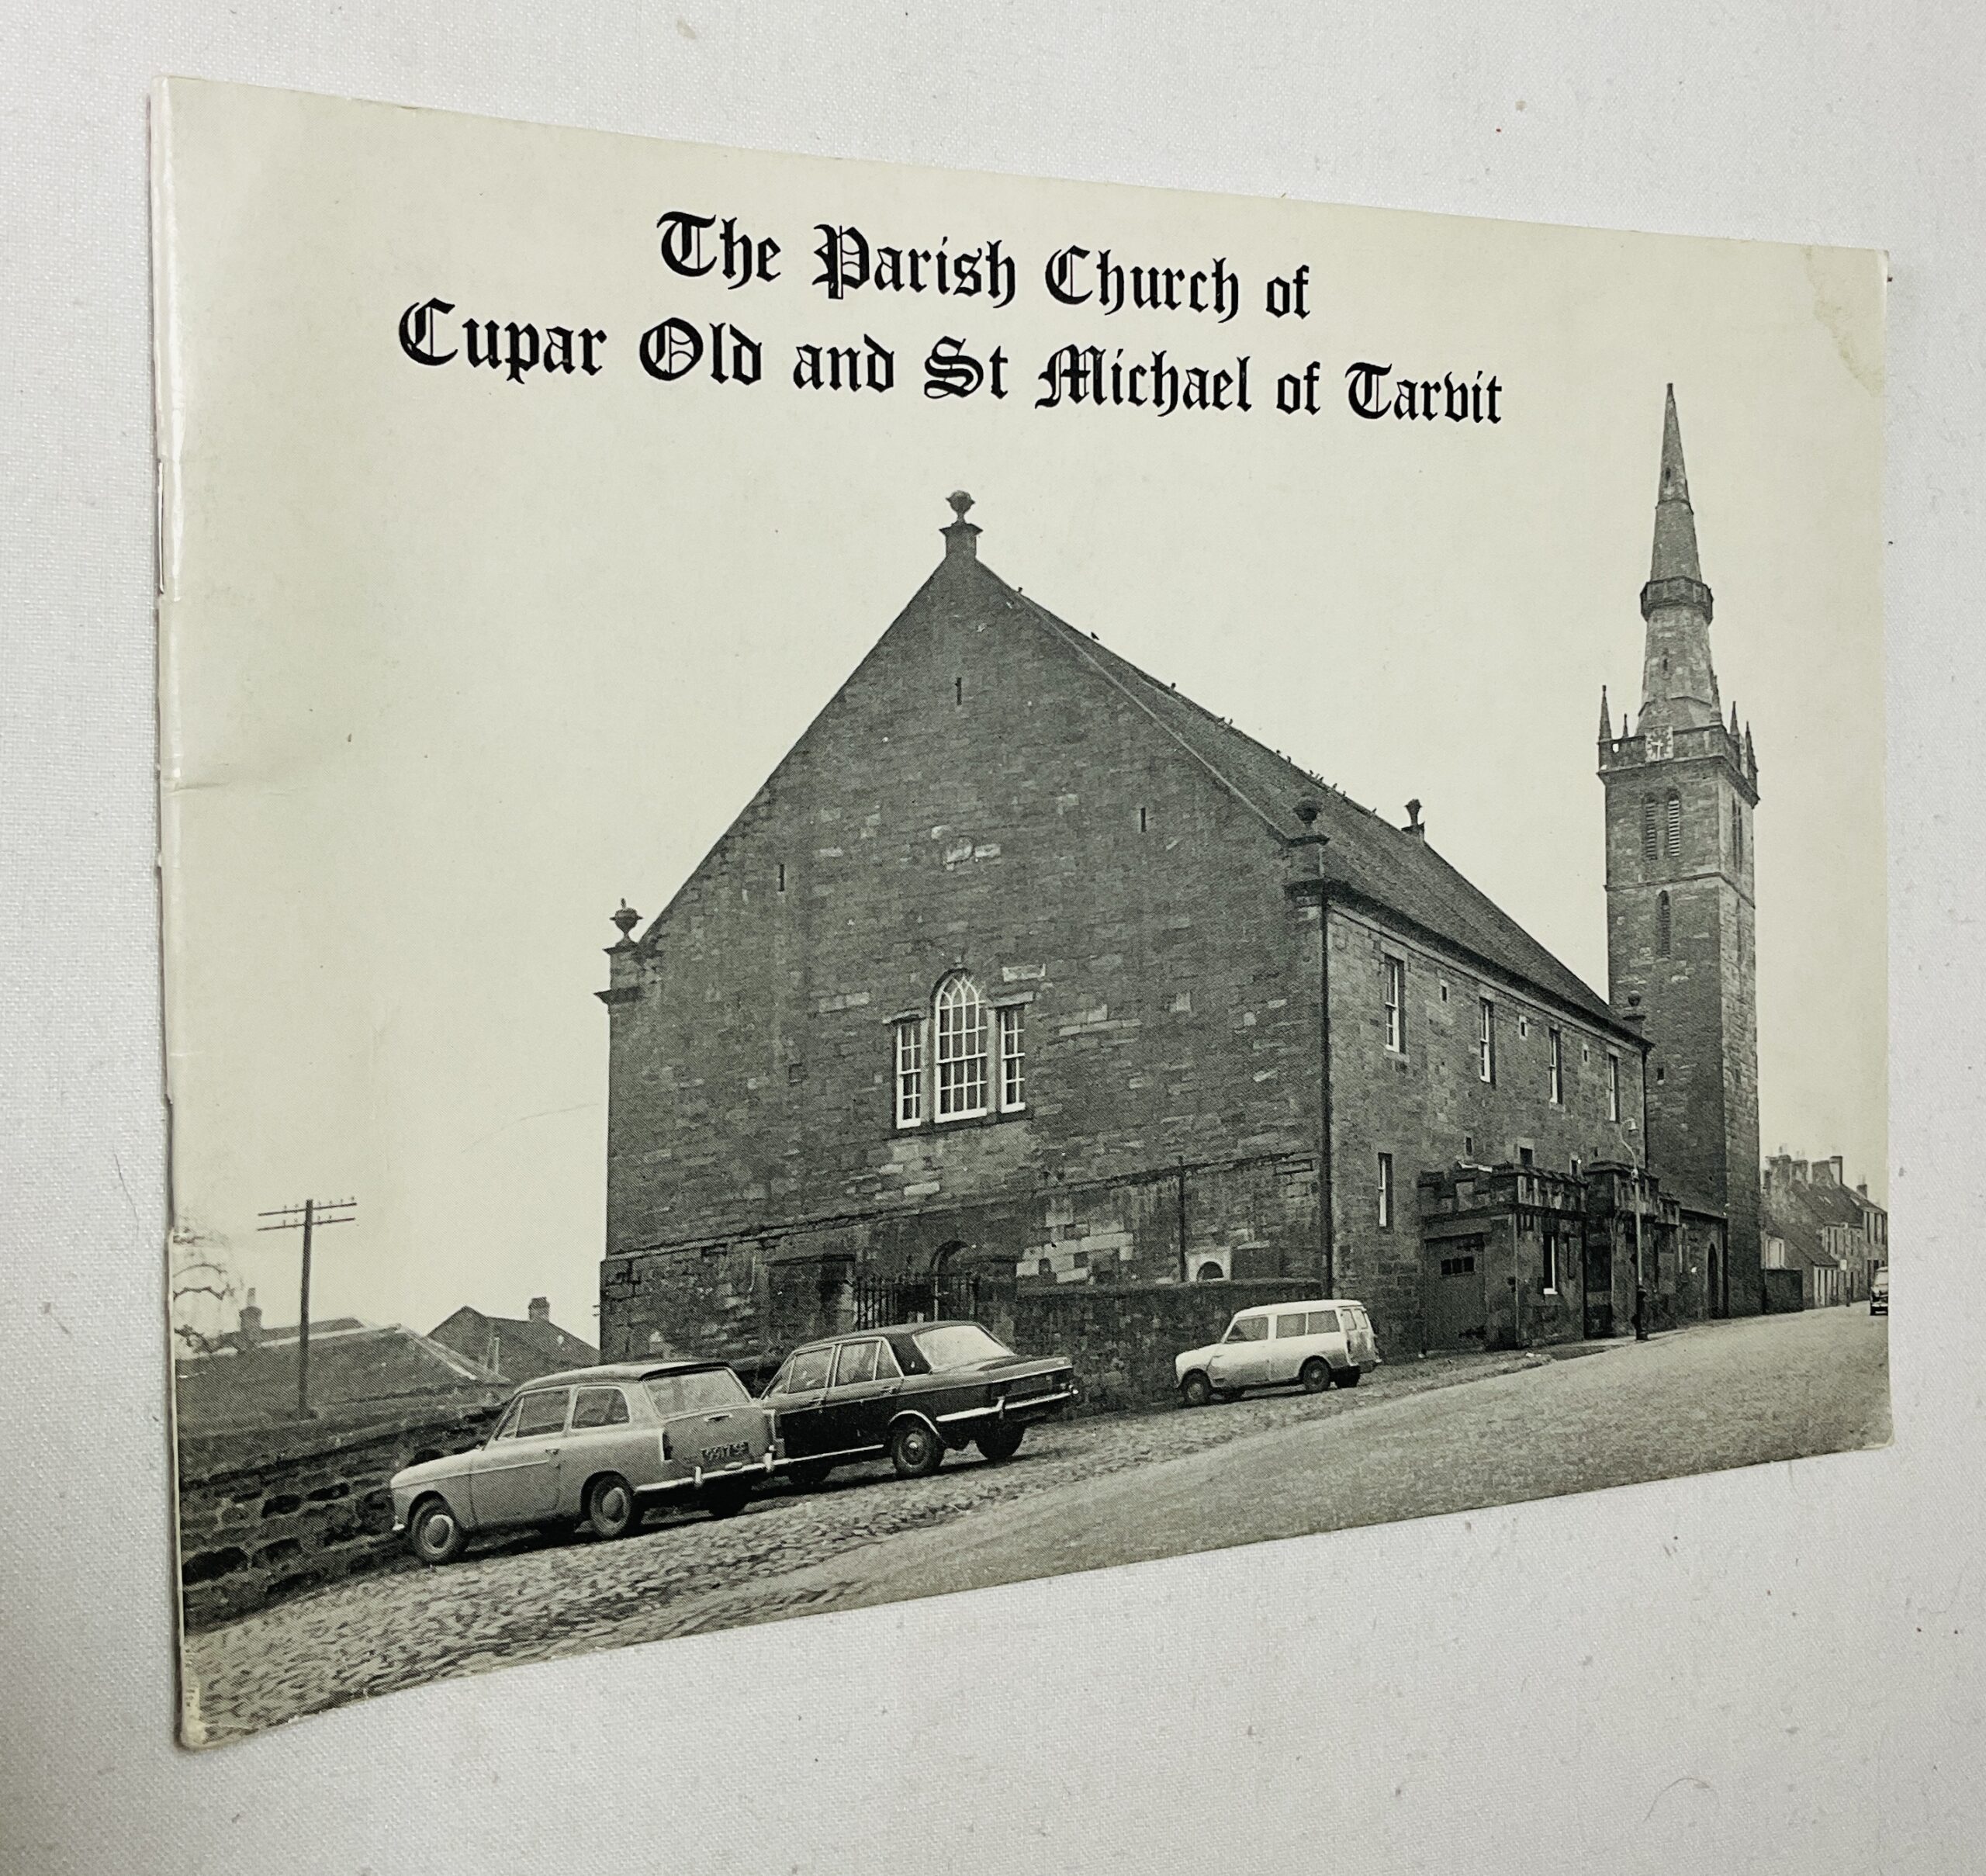 The Parish Church of
Cupar Old and St Michael of Tarvit